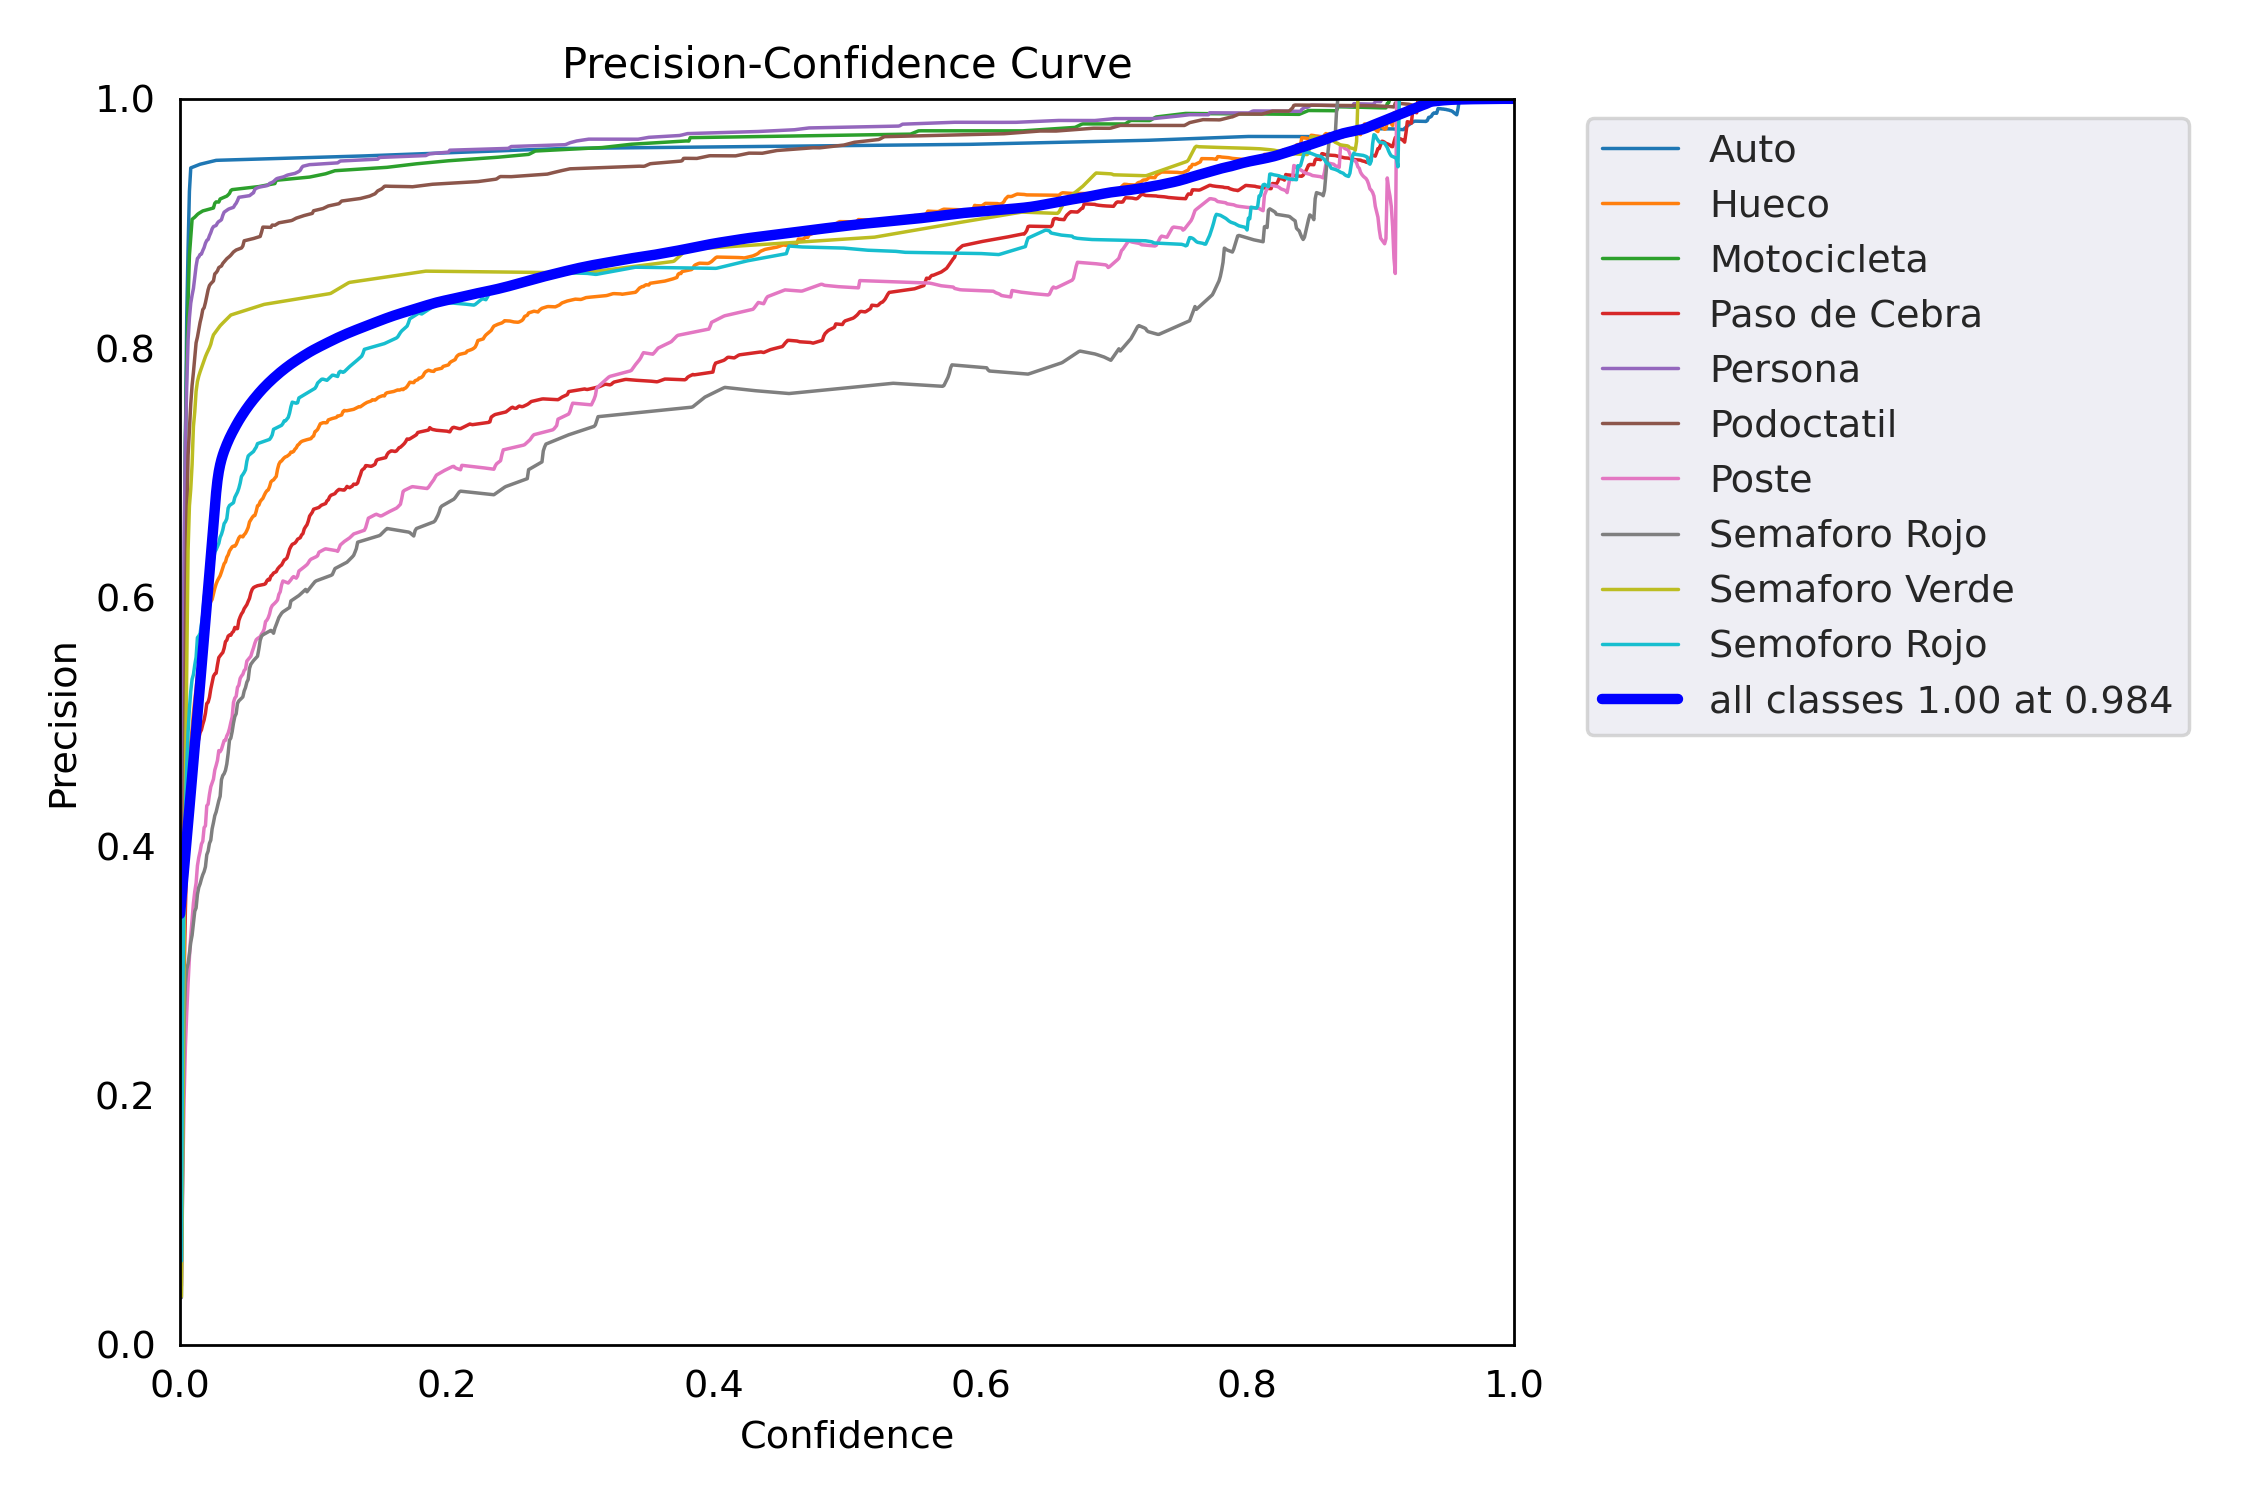 Precision-Confidence Curve
1.0
0.8
0.6
0.4
0.2
0.0
Precision
0.0 0.2 0.4 0.6 0.8 1.0
Confidence
Auto
Hueco
Motocicleta
Paso de Cebra
Persona
Podoctatil
Poste
Semaforo Rojo
Semaforo Verde
Semoforo Rojo
all classes 1.00 at 0.984